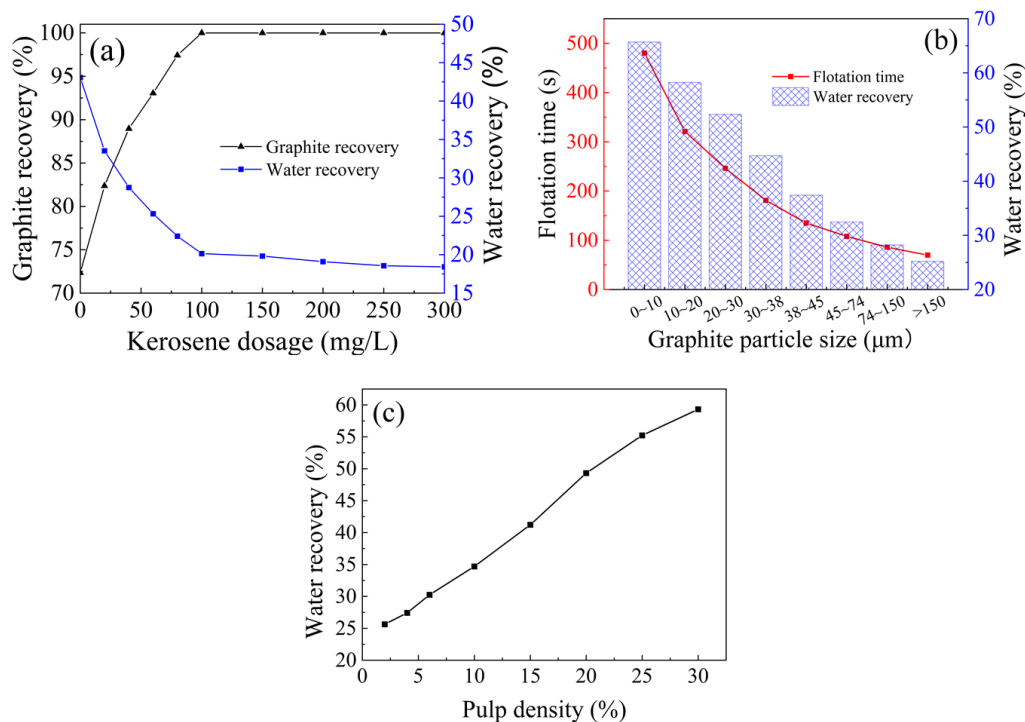 (a)
Graphite recovery (%)
100
95
90
85
80
75
70
Graphite recovery
Water recovery
50
45
40
35
30
25
20
15
Water recovery (%)
0 50 100 150 200 250 300
Kerosene dosage (mg/L)
(b)
Flotation time (s)
500
400
300
200
100
0
Flotation time
Water recovery
70
60
50
40
30
20
Water recovery (%)
0~10 10~20 20~30 30~38 38~45 45~74 74~150 >150
Graphite particle size (μm)
(c)
Water recovery (%)
60
55
50
45
40
35
30
25
20
0 5 10 15 20 25 30
Pulp density (%)